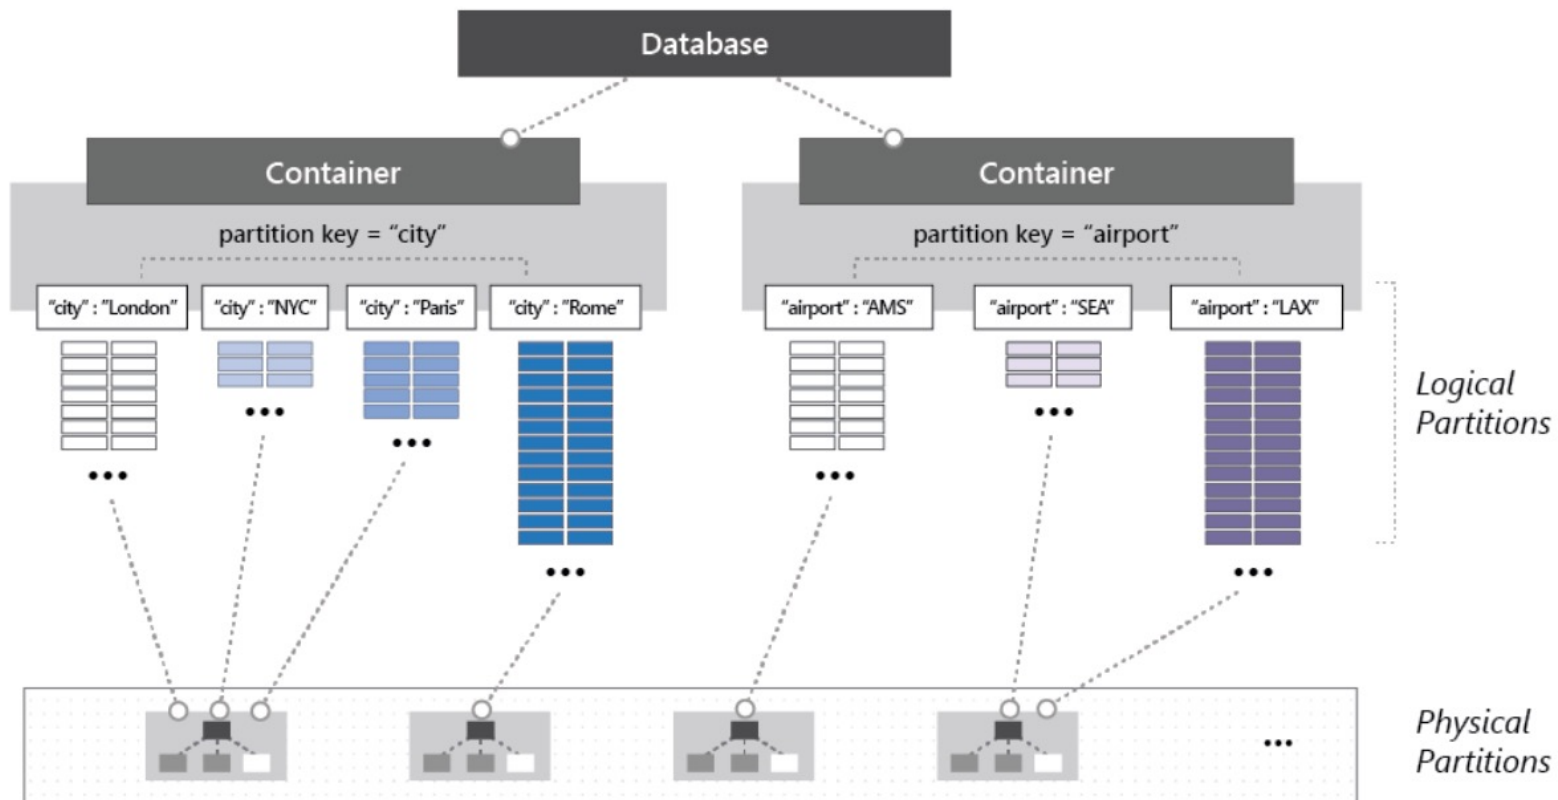 Database
Container
Container
partition key = “city”
partition key = “airport”
“city” : ”London”
“city” : “NYC”
“city” : ”Paris”
“city” : ”Rome”
“airport” : “AMS”
“airport” : “SEA”
“airport” : “LAX”
Logical
Partitions
Physical
Partitions